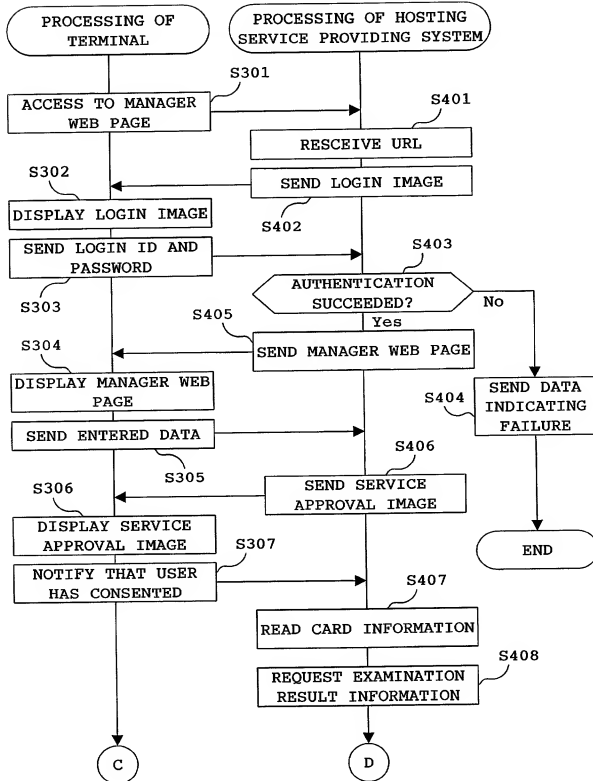 PROCESSING OF
TERMINAL
PROCESSING OF HOSTING
SERVICE PROVIDING SYSTEM
S301
ACCESS TO MANAGER
WEB PAGE
S401
RESCEIVE URL
S302
SEND LOGIN IMAGE
S402
DISPLAY LOGIN IMAGE
SEND LOGIN ID AND
PASSWORD
S303
S403
AUTHENTICATION
SUCCEEDED?
No
Yes
S405
SEND MANAGER WEB PAGE
S304
DISPLAY MANAGER WEB
PAGE
S404
SEND DATA
INDICATING
FAILURE
SEND ENTERED DATA
S305
S406
SEND SERVICE
APPROVAL IMAGE
S306
DISPLAY SERVICE
APPROVAL IMAGE
END
S307
NOTIFY THAT USER
HAS CONSENTED
S407
READ CARD INFORMATION
S408
REQUEST EXAMINATION
RESULT INFORMATION
C
D